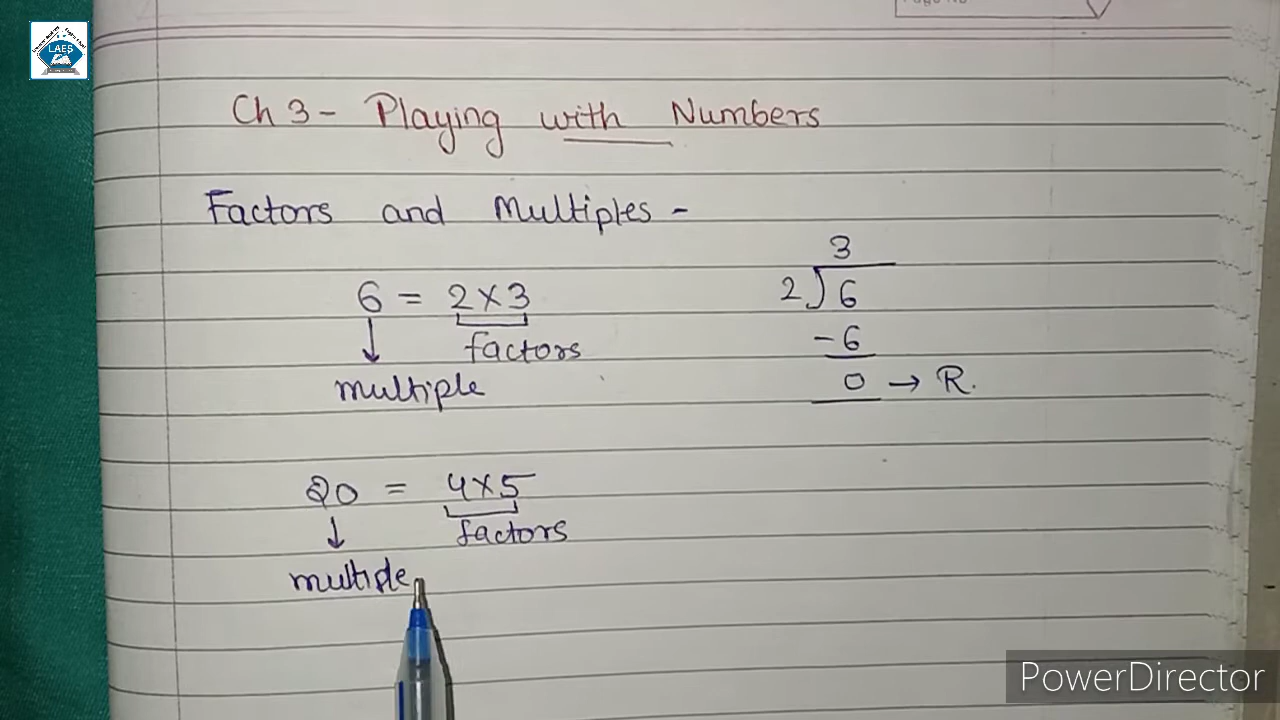 LAES
Ch 3 - Playing with Numbers
Factors and Multiples -
6 = 2 × 3
factors
multiple
3
2 ) 6
- 6
0 → R.
20 = 4 × 5
factors
multiple
PowerDirector